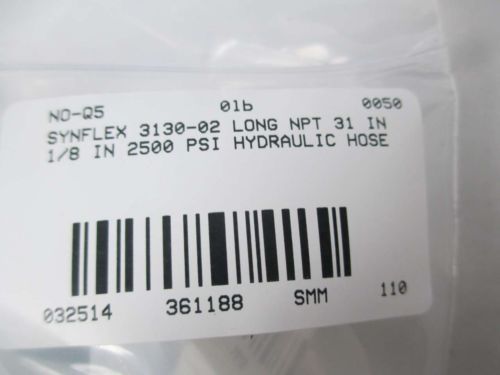 NO-Q5 01b 0050
SYNFLEX 3130-02 LONG NPT 31 IN
1/8 IN 2500 PSI HYDRAULIC HOSE
032514 361188 SMM 110